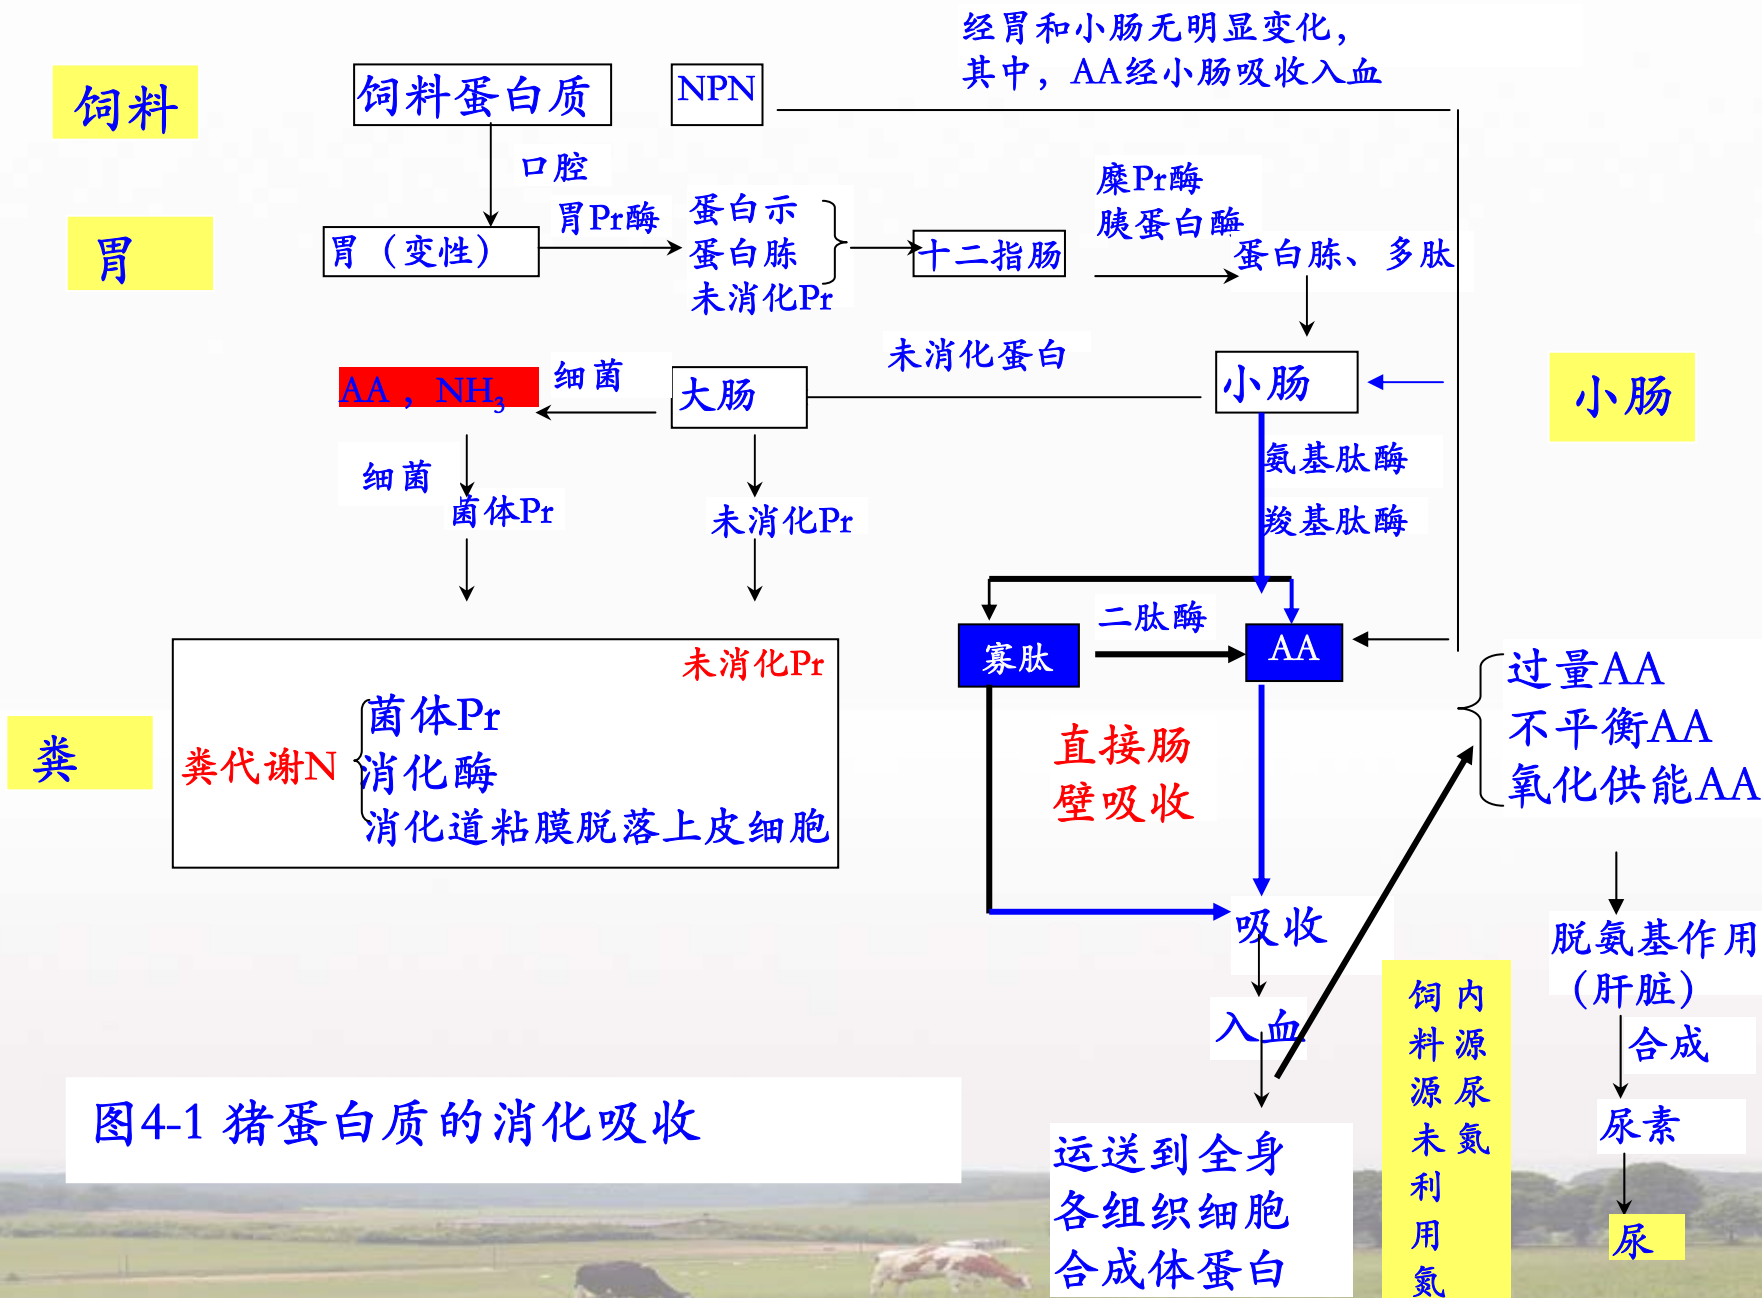 经胃和小肠无明显变化，
其中，AA经小肠吸收入血
饲料
饲料蛋白质
NPN
口腔
胃
胃（变性）
胃Pr酶
蛋白示
蛋白胨
未消化Pr
十二指肠
糜Pr酶
胰蛋白酶
蛋白胨、多肽
AA，NH3
细菌
大肠
未消化蛋白
小肠
小肠
细菌
菌体Pr
未消化Pr
氨基肽酶
羧基肽酶
寡肽
二肽酶
AA
粪
未消化Pr
粪代谢N
菌体Pr
消化酶
消化道粘膜脱落上皮细胞
直接肠
壁吸收
过量AA
不平衡AA
氧化供能AA
吸收
入血
运送到全身
各组织细胞
合成体蛋白
内源尿氮
饲料源未利用氮
脱氨基作用
（肝脏）
合成
尿素
尿
图4-1 猪蛋白质的消化吸收